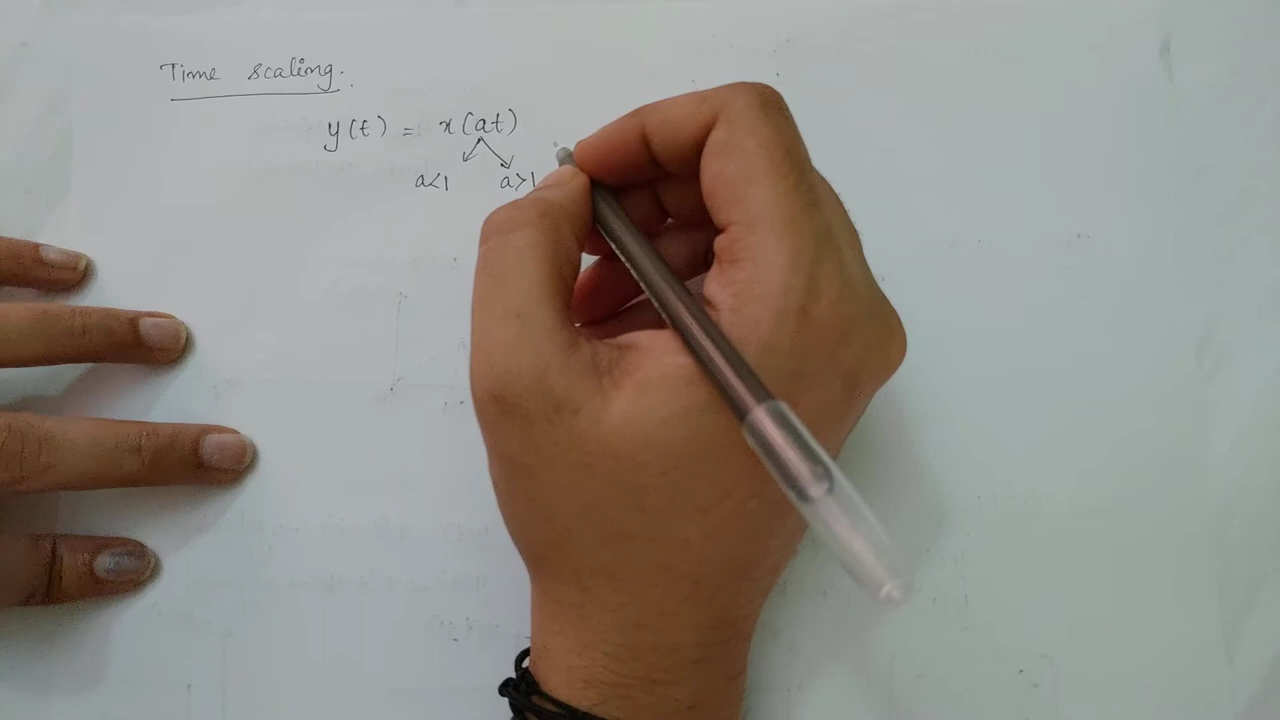 Time scaling.
y(t) = x(at)
a<1 a>1